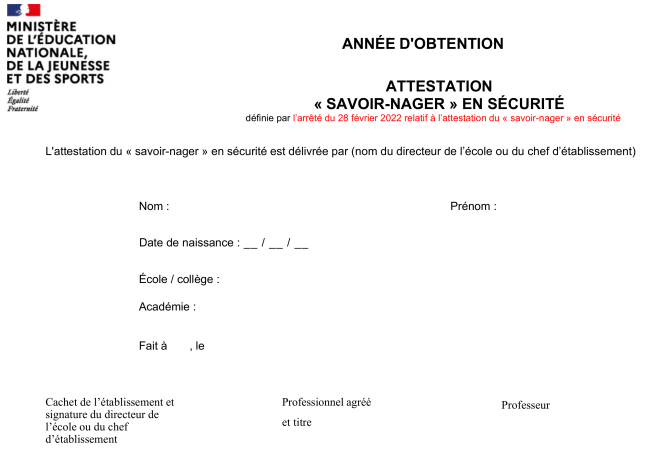 MINISTÈRE
DE L'ÉDUCATION
NATIONALE,
DE LA JEUNESSE
ET DES SPORTS
Liberté
Égalité
Fraternité
ANNÉE D'OBTENTION
ATTESTATION
« SAVOIR-NAGER » EN SÉCURITÉ
définie par l'arrêté du 28 février 2022 relatif à l'attestation du « savoir-nager » en sécurité
L'attestation du « savoir-nager » en sécurité est délivrée par (nom du directeur de l'école ou du chef d'établissement)
Nom : Prénom :
Date de naissance : __ / __ / __
École / collège :
Académie :
Fait à , le
Cachet de l'établissement et
signature du directeur de
l'école ou du chef
d'établissement
Professionnel agréé
et titre
Professeur